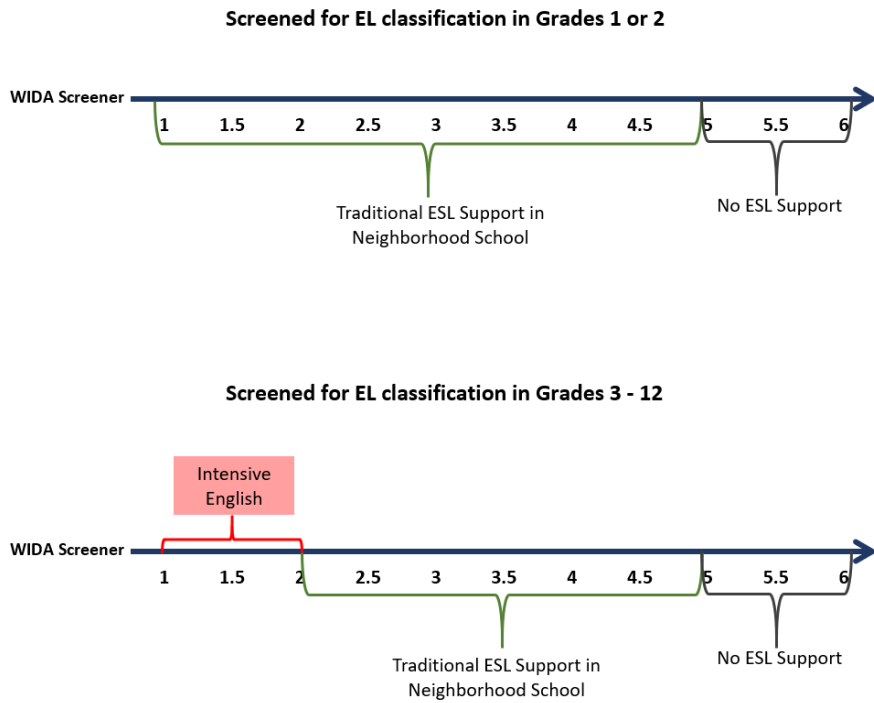 Screened for EL classification in Grades 1 or 2
WIDA Screener
1 1.5 2 2.5 3 3.5 4 4.5 5 5.5 6
Traditional ESL Support in
Neighborhood School
No ESL Support
Screened for EL classification in Grades 3 - 12
Intensive
English
WIDA Screener
1 1.5 2 2.5 3 3.5 4 4.5 5 5.5 6
Traditional ESL Support in
Neighborhood School
No ESL Support